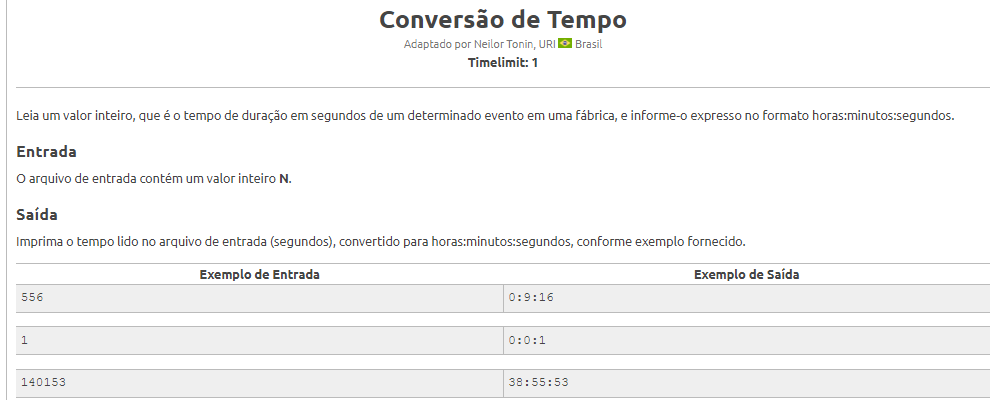 Conversão de Tempo
Adaptado por Neilor Tonin, URI Brasil
Timelimit: 1
Leia um valor inteiro, que é o tempo de duração em segundos de um determinado evento em uma fábrica, e informe-o expresso no formato horas:minutos:segundos.
Entrada
O arquivo de entrada contém um valor inteiro N.
Saída
Imprima o tempo lido no arquivo de entrada (segundos), convertido para horas:minutos:segundos, conforme exemplo fornecido.
Exemplo de Entrada Exemplo de Saída
556 0:9:16
1 0:0:1
140153 38:55:53